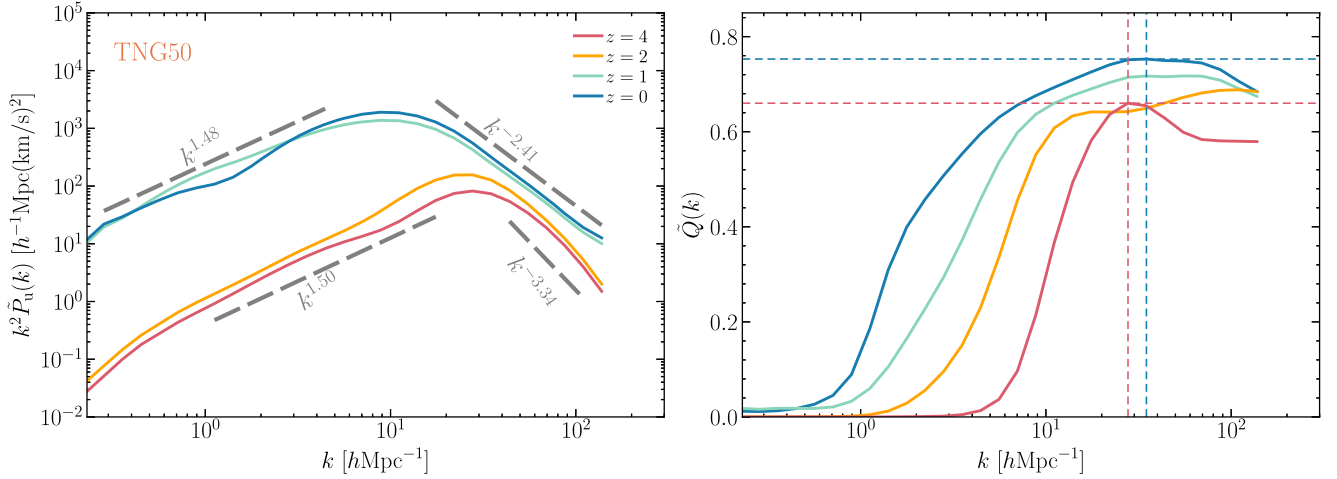 TNG50
z = 4
z = 2
z = 1
z = 0
k^1.48
k^−2.41
k^1.50
k^−3.34
10^5
10^4
10^3
10^2
10^1
10^0
10^−1
10^−2
k²P̃ᵤ(k) [h⁻¹Mpc(km/s)²]
10^0
10^1
10^2
k [hMpc⁻¹]
0.8
0.6
0.4
0.2
0.0
Q̃(k)
10^0
10^1
10^2
k [hMpc⁻¹]